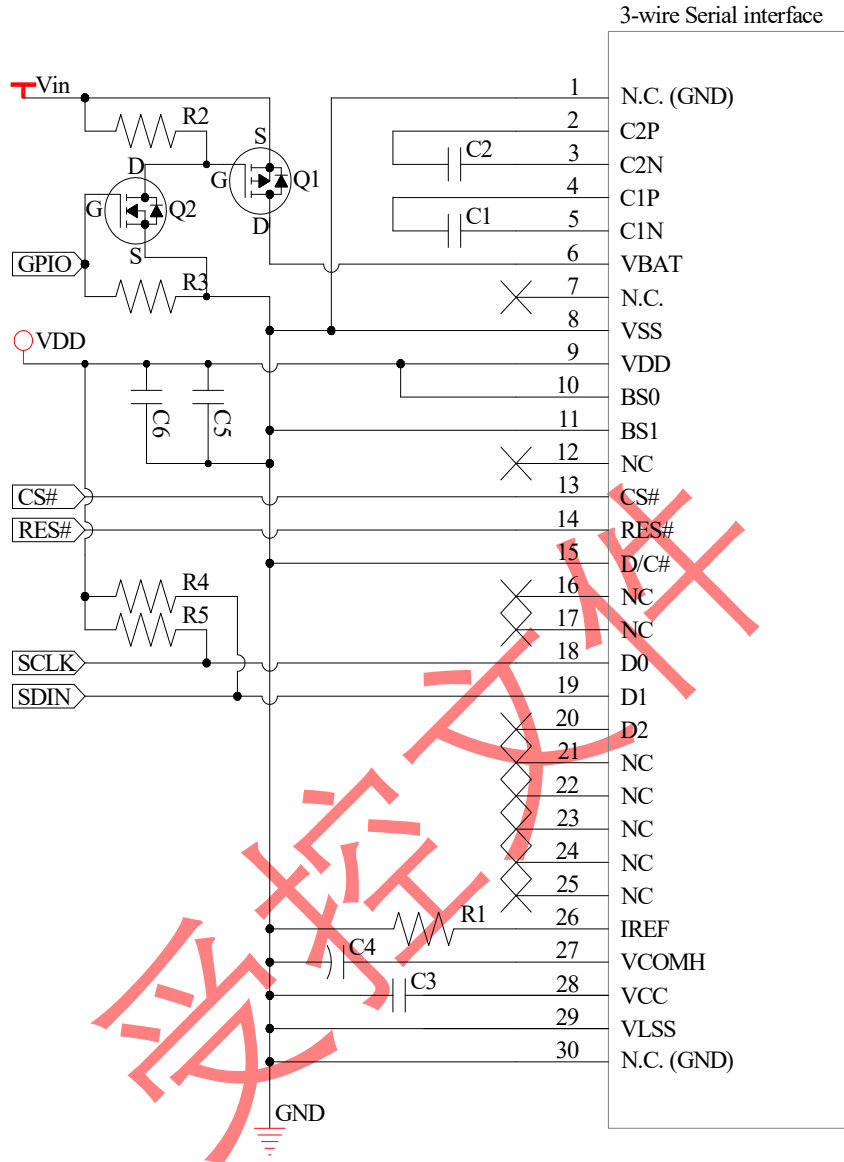 3-wire Serial interface
Vin
R2
S
G
Q1
D
D
G
Q2
S
GPIO
R3
VDD
C6
C5
CS#
RES#
R4
R5
SCLK
SDIN
C2
C1
R1
C4
C3
GND
1 N.C. (GND)
2 C2P
3 C2N
4 C1P
5 C1N
6 VBAT
7 N.C.
8 VSS
9 VDD
10 BS0
11 BS1
12 NC
13 CS#
14 RES#
15 D/C#
16 NC
17 NC
18 D0
19 D1
20 D2
21 NC
22 NC
23 NC
24 NC
25 NC
26 IREF
27 VCOMH
28 VCC
29 VLSS
30 N.C. (GND)
受控文件